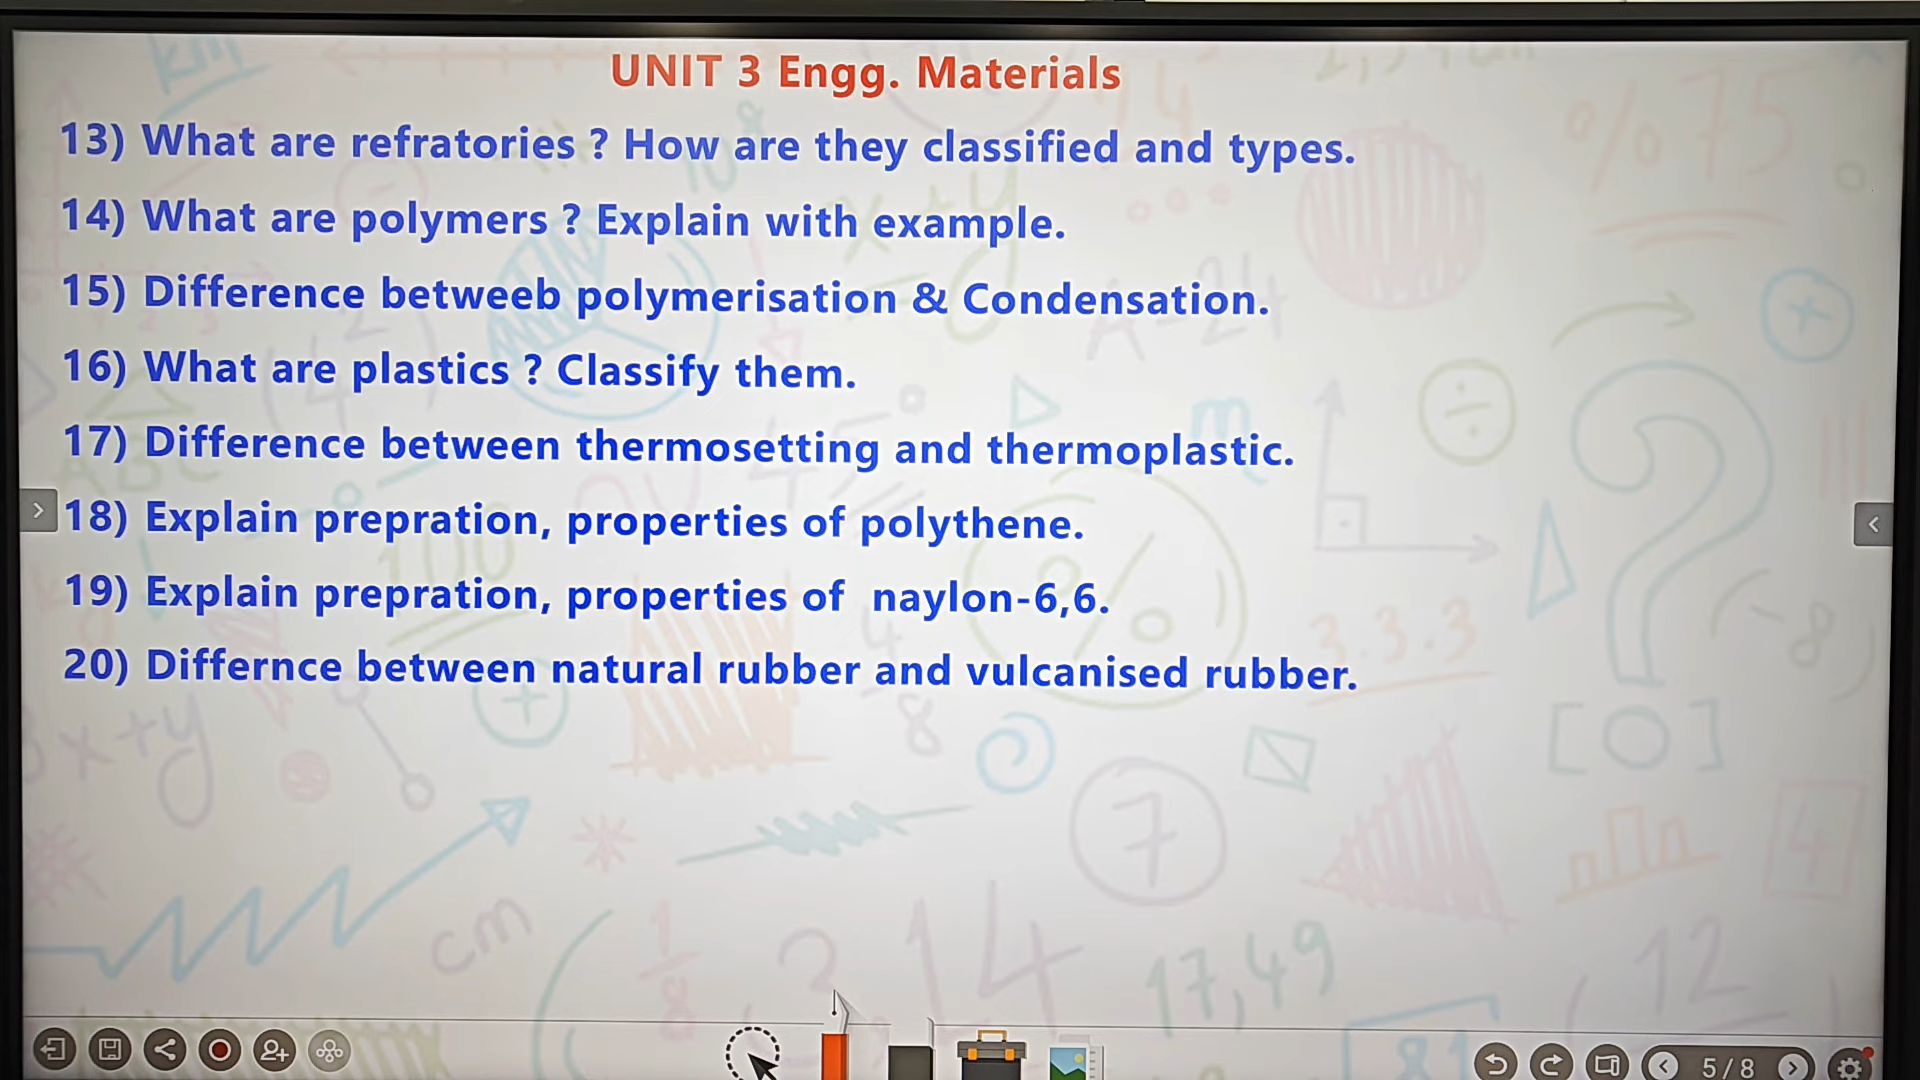 UNIT 3 Engg. Materials
13) What are refratories ? How are they classified and types.
14) What are polymers ? Explain with example.
15) Difference betweeb polymerisation & Condensation.
16) What are plastics ? Classify them.
17) Difference between thermosetting and thermoplastic.
18) Explain prepration, properties of polythene.
19) Explain prepration, properties of naylon-6,6.
20) Differnce between natural rubber and vulcanised rubber.
5/8